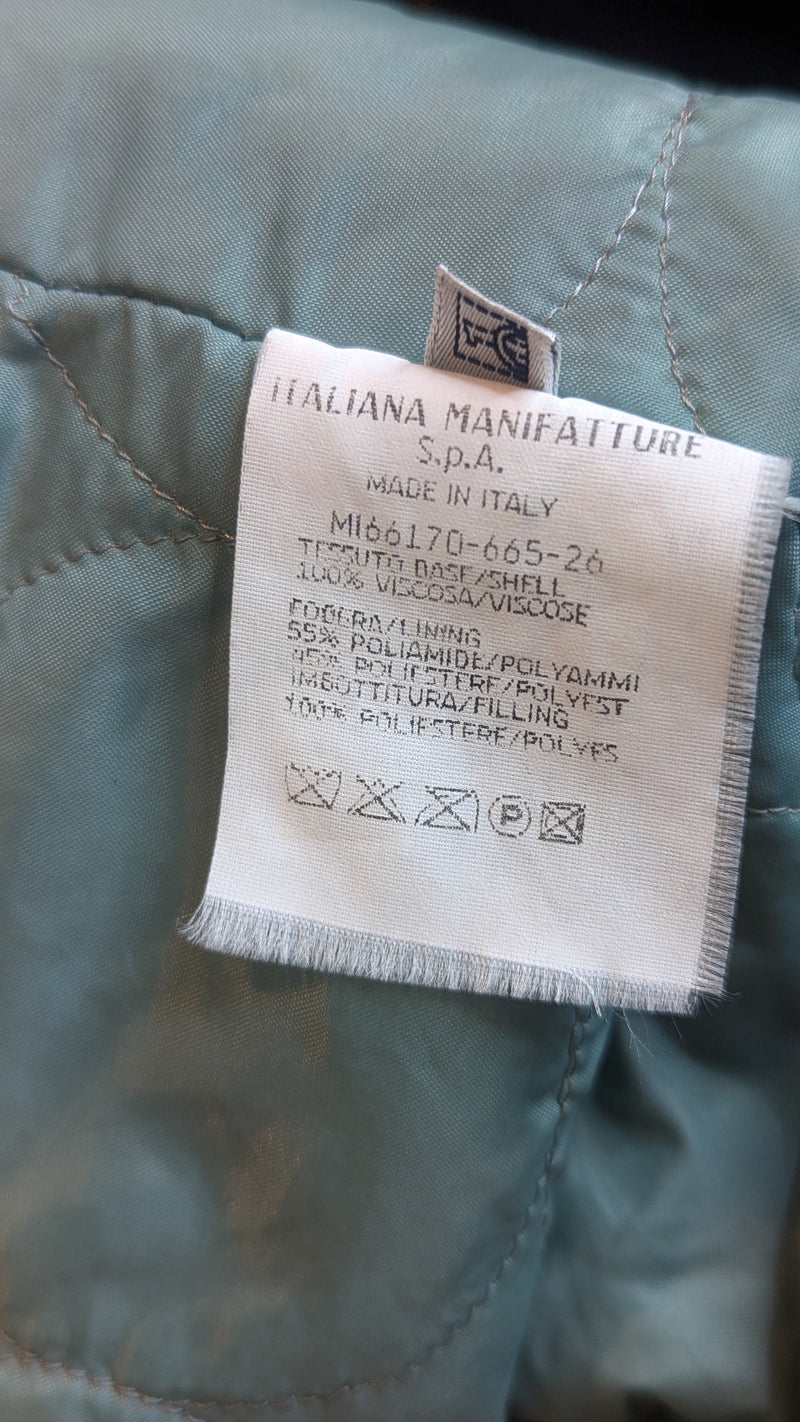 ITALIANA MANIFATTURE
S.p.A.
MADE IN ITALY
MI66170-665-26
TESSUTO BASE/SHELL
100% VISCOSA/VISCOSE
FODERA/LINING
55% POLIAMIDE/POLYAMMI
45% POLIESTERE/POLYEST
IMBOTTITURA/FILLING
100% POLIESTERE/POLYES
P